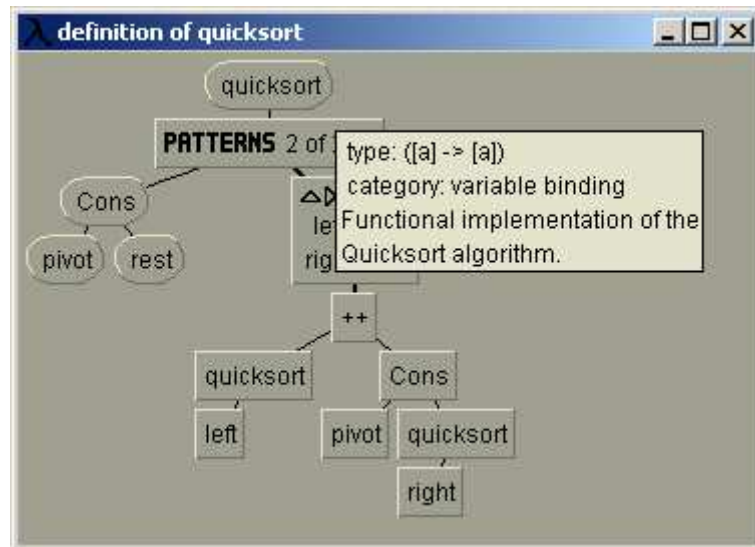 definition of quicksort
quicksort
PATTERNS 2 of
type: ([a] -> [a])
category: variable binding
Functional implementation of the
Quicksort algorithm.
Cons
pivot rest
++
quicksort Cons
left pivot quicksort
right